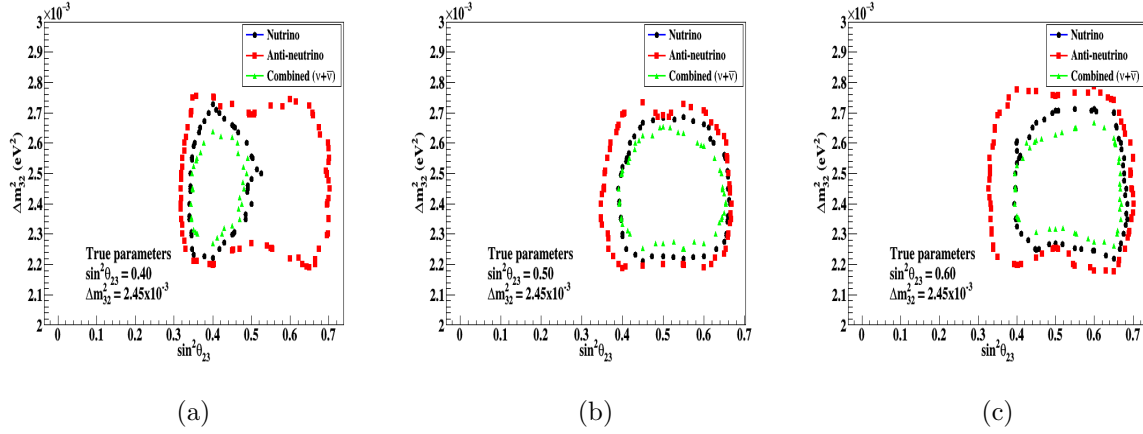 ×10⁻³
3
2.9
2.8
2.7
2.6
2.5
2.4
2.3
2.2
2.1
2
Δm²₃₂ (eV²)
Nutrino
Anti-neutrino
Combined (ν+ν̅)
True parameters
sin²θ₂₃ = 0.40
Δm²₃₂ = 2.45x10⁻³
0 0.1 0.2 0.3 0.4 0.5 0.6 0.7
sin²θ₂₃
(a)
×10⁻³
3
2.9
2.8
2.7
2.6
2.5
2.4
2.3
2.2
2.1
2
Δm²₃₂ (eV²)
Nutrino
Anti-neutrino
Combined (ν+ν̅)
True parameters
sin²θ₂₃ = 0.50
Δm²₃₂ = 2.45x10⁻³
0 0.1 0.2 0.3 0.4 0.5 0.6 0.7
sin²θ₂₃
(b)
×10⁻³
3
2.9
2.8
2.7
2.6
2.5
2.4
2.3
2.2
2.1
2
Δm²₃₂ (eV²)
Nutrino
Anti-neutrino
Combined (ν+ν̅)
True parameters
sin²θ₂₃ = 0.60
Δm²₃₂ = 2.45x10⁻³
0 0.1 0.2 0.3 0.4 0.5 0.6 0.7
sin²θ₂₃
(c)